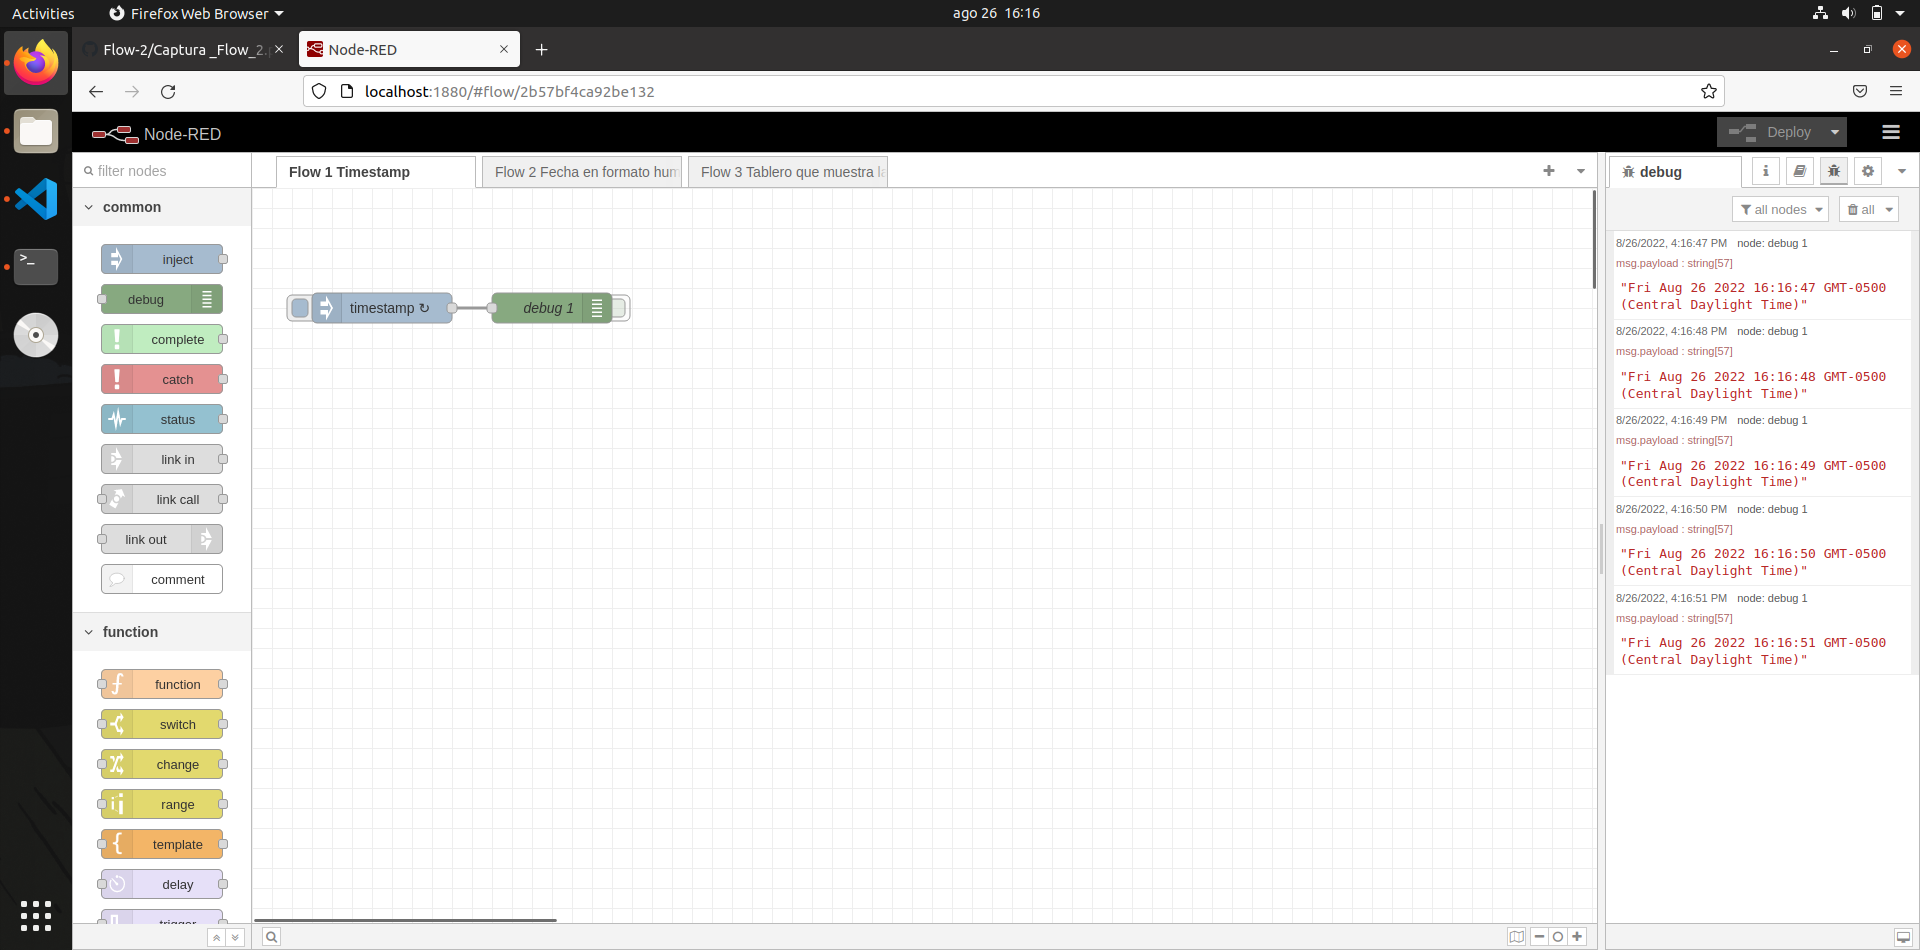 Activities
Firefox Web Browser
ago 26 16:16
Flow-2/Captura _Flow_2.
Node-RED
localhost:1880/#flow/2b57bf4ca92be132
Node-RED
Deploy
filter nodes
common
inject
debug
complete
catch
status
link in
link call
link out
comment
function
function
switch
change
range
template
delay
trigger
Flow 1 Timestamp
Flow 2 Fecha en formato hum
Flow 3 Tablero que muestra la
timestamp ↻
debug 1
debug
all nodes
all
8/26/2022, 4:16:47 PM node: debug 1
msg.payload : string[57]
"Fri Aug 26 2022 16:16:47 GMT-0500
(Central Daylight Time)"
8/26/2022, 4:16:48 PM node: debug 1
msg.payload : string[57]
"Fri Aug 26 2022 16:16:48 GMT-0500
(Central Daylight Time)"
8/26/2022, 4:16:49 PM node: debug 1
msg.payload : string[57]
"Fri Aug 26 2022 16:16:49 GMT-0500
(Central Daylight Time)"
8/26/2022, 4:16:50 PM node: debug 1
msg.payload : string[57]
"Fri Aug 26 2022 16:16:50 GMT-0500
(Central Daylight Time)"
8/26/2022, 4:16:51 PM node: debug 1
msg.payload : string[57]
"Fri Aug 26 2022 16:16:51 GMT-0500
(Central Daylight Time)"